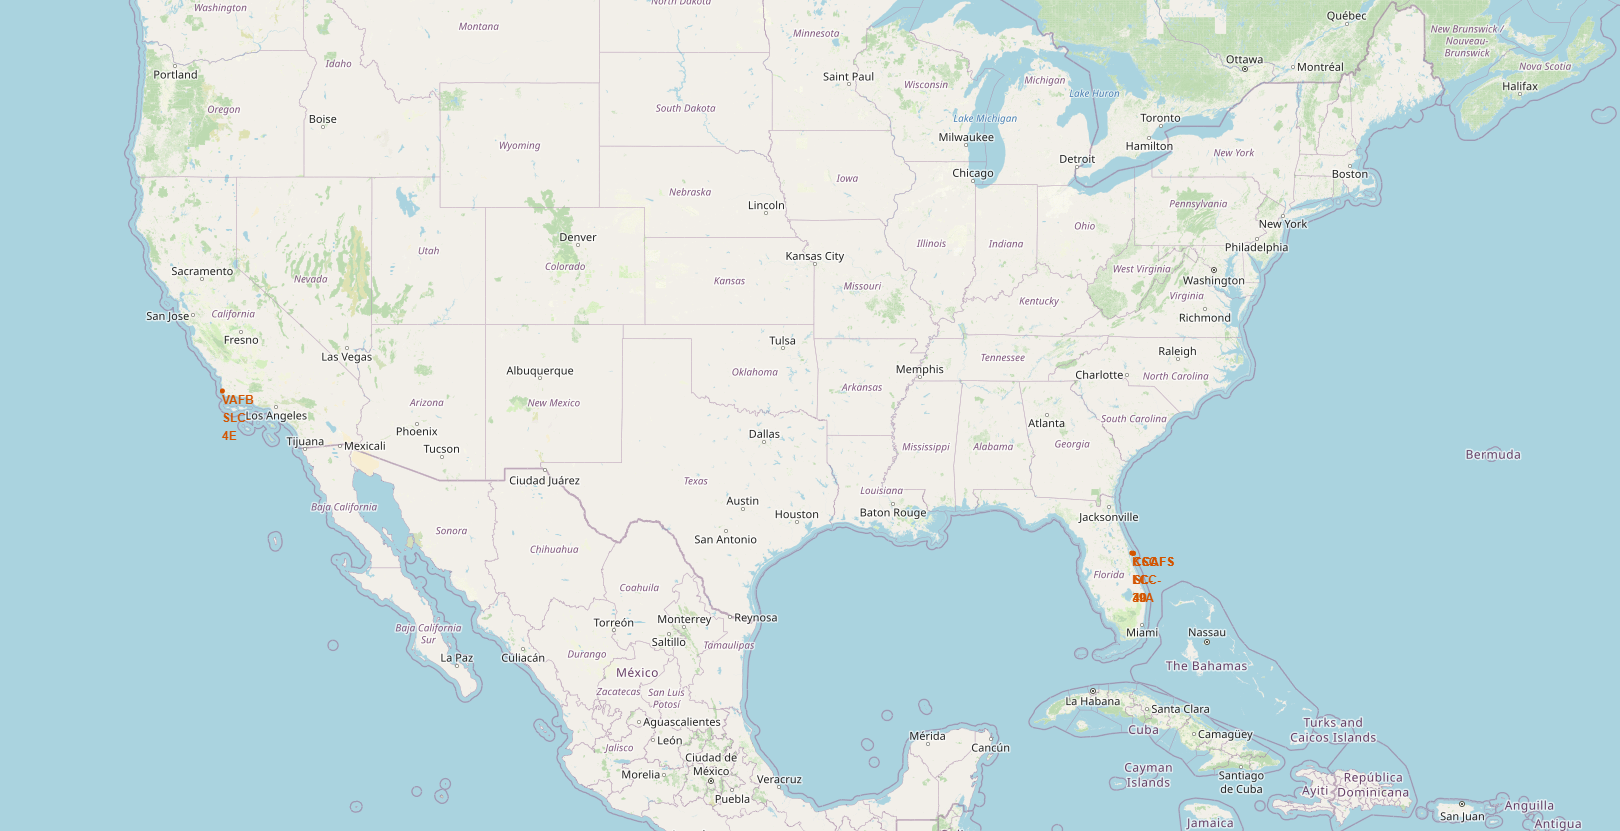 Washington
Montana
North Dakota
Minnesota
Québec
New Brunswick /
Nouveau-
Brunswick
Nova Scotia
Halifax
Portland
Idaho
Saint Paul
Wisconsin
Michigan
Lake Huron
Ottawa
Montréal
Oregon
Boise
South Dakota
Lake Michigan
Toronto
Milwaukee
Hamilton
New York
Wyoming
Detroit
Chicago
Boston
Iowa
Nebraska
Lincoln
Pennsylvania
New York
Ohio
Denver
Philadelphia
Utah
Illinois
Indiana
Kansas City
Colorado
Sacramento
Nevada
Kansas
Missouri
West Virginia
Washington
Virginia
Kentucky
San Jose
California
Richmond
Fresno
Las Vegas
Tulsa
Raleigh
Tennessee
Albuquerque
Oklahoma
Memphis
Charlotte
North Carolina
Arkansas
VAFB
SLC-
4E
Los Angeles
Arizona
New Mexico
South Carolina
Atlanta
Georgia
Phoenix
Dallas
Tijuana
Mexicali
Tucson
Mississippi
Alabama
Bermuda
Ciudad Juárez
Texas
Louisiana
Austin
Baja California
Houston
Baton Rouge
Jacksonville
Sonora
San Antonio
Chihuahua
Florida
Coahuila
Torreón
Monterrey
Reynosa
Miami
Nassau
Baja California
Sur
Saltillo
Tamaulipas
La Paz
Culiacán
Durango
The Bahamas
México
Zacatecas
San Luis
Potosí
La Habana
Santa Clara
Aguascalientes
Cuba
Camagüey
Turks and
Caicos Islands
Jalisco
León
Mérida
Cancún
Ciudad de
México
Cayman
Islands
Morelia
Veracruz
Santiago
de Cuba
Ayiti
República
Dominicana
Puebla
San Juan
Anguilla
Jamaica
Antigua